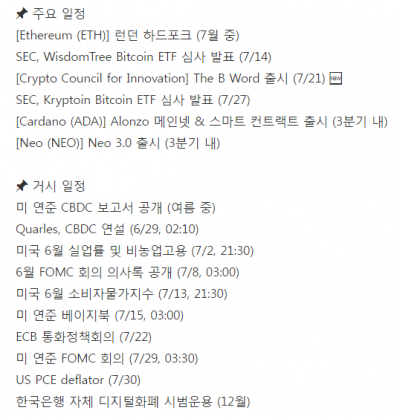 📌 주요 일정
[Ethereum (ETH)] 런던 하드포크 (7월 중)
SEC, WisdomTree Bitcoin ETF 심사 발표 (7/14)
[Crypto Council for Innovation] The B Word 출시 (7/21) 🆕
SEC, Kryptoin Bitcoin ETF 심사 발표 (7/27)
[Cardano (ADA)] Alonzo 메인넷 & 스마트 컨트랙트 출시 (3분기 내)
[Neo (NEO)] Neo 3.0 출시 (3분기 내)
📌 거시 일정
미 연준 CBDC 보고서 공개 (여름 중)
Quarles, CBDC 연설 (6/29, 02:10)
미국 6월 실업률 및 비농업고용 (7/2, 21:30)
6월 FOMC 회의 의사록 공개 (7/8, 03:00)
미국 6월 소비자물가지수 (7/13, 21:30)
미 연준 베이지북 (7/15, 03:00)
ECB 통화정책회의 (7/22)
미 연준 FOMC 회의 (7/29, 03:30)
US PCE deflator (7/30)
한국은행 자체 디지털화폐 시범운용 (12월)